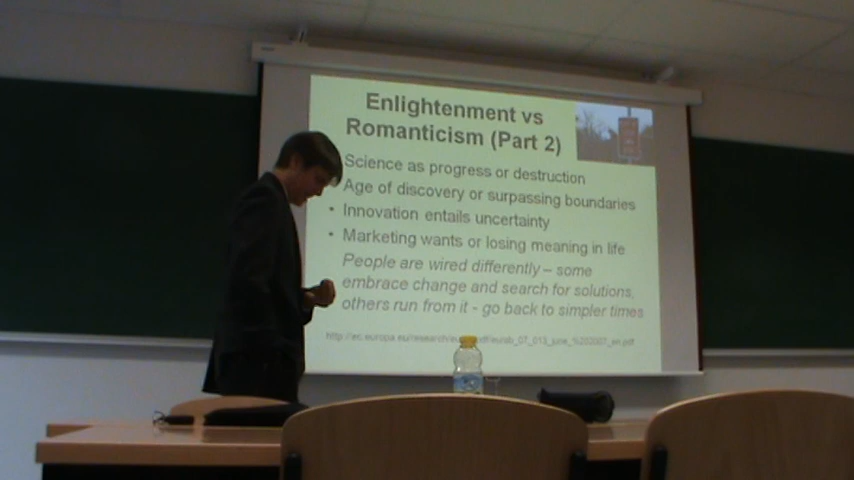 Enlightenment vs
Romanticism (Part 2)
Science as progress or destruction
Age of discovery or surpassing boundaries
• Innovation entails uncertainty
• Marketing wants or losing meaning in life
People are wired differently – some
embrace change and search for solutions,
others run from it - go back to simpler times